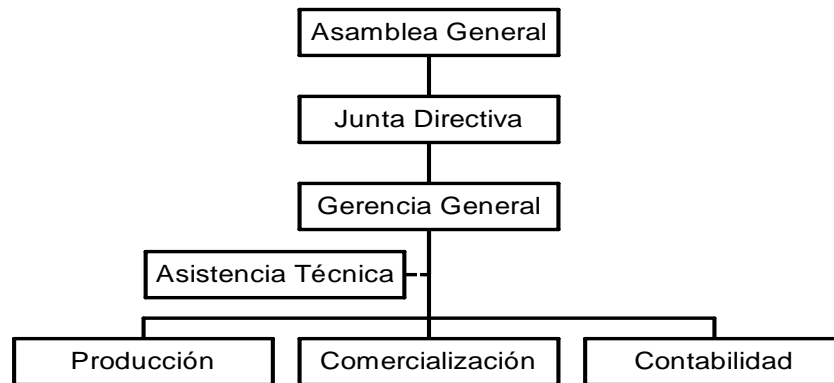 Asamblea General
Junta Directiva
Gerencia General
Asistencia Técnica
Producción
Comercialización
Contabilidad